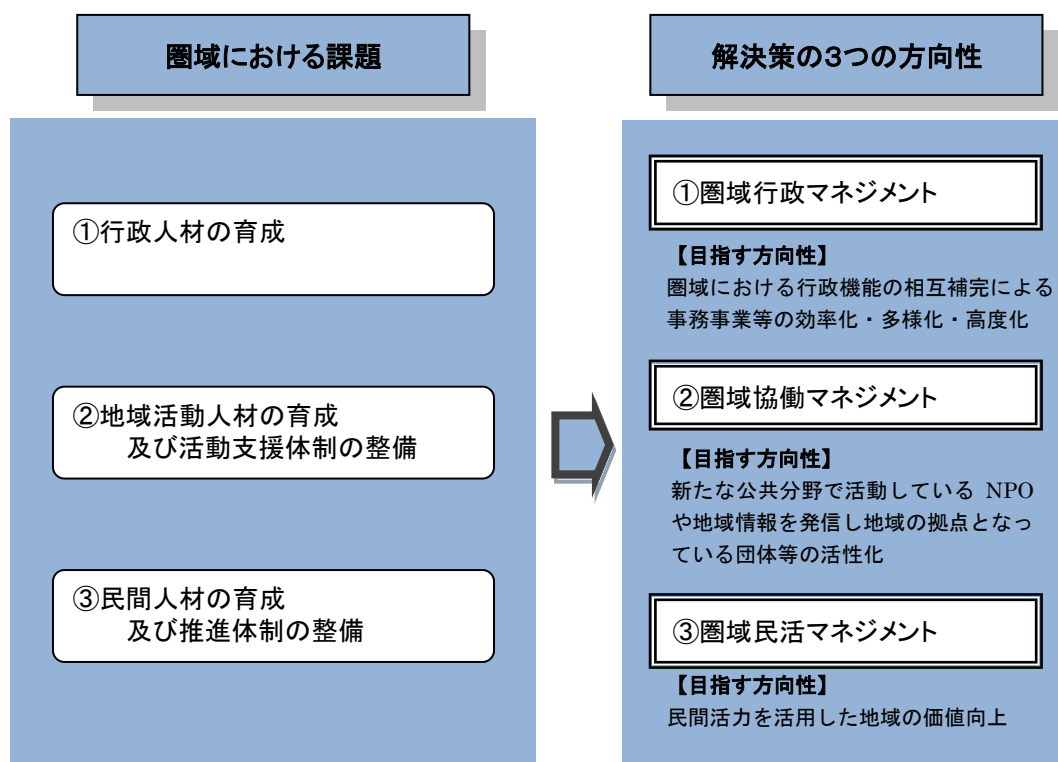 圏域における課題
①行政人材の育成
②地域活動人材の育成
及び活動支援体制の整備
③民間人材の育成
及び推進体制の整備
解決策の3つの方向性
①圏域行政マネジメント
【目指す方向性】
圏域における行政機能の相互補完による
事務事業等の効率化・多様化・高度化
②圏域協働マネジメント
【目指す方向性】
新たな公共分野で活動している NPO
や地域情報を発信し地域の拠点となっ
ている団体等の活性化
③圏域民活マネジメント
【目指す方向性】
民間活力を活用した地域の価値向上